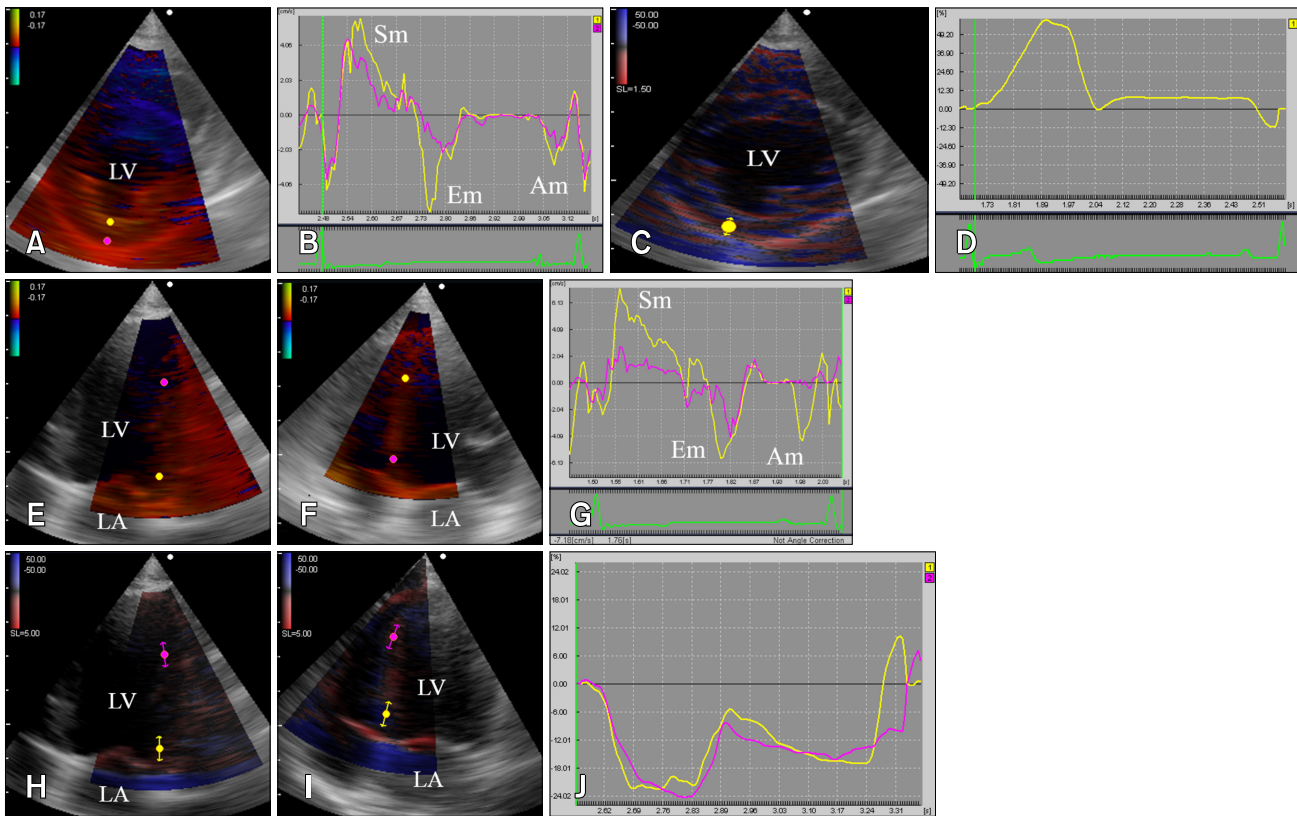 0.17
-0.17
LV
A
[cm/s]
1
2
4.06
2.03
0.00
-2.03
-4.06
Sm
Em
Am
2.48 2.54 2.60 2.67 2.73 2.80 2.86 2.92 2.99 3.05 3.12 [s]
B
50.00
-50.00
SL=1.50
LV
C
[%]
1
49.20
36.90
24.60
12.30
0.00
-12.30
-24.60
-36.90
-49.20
1.73 1.81 1.89 1.97 2.04 2.12 2.20 2.28 2.35 2.43 2.51 [s]
D
0.17
-0.17
LV
LA
E
0.17
-0.17
LV
LA
F
[cm/s]
1
2
6.13
4.09
2.04
0.00
-2.04
-4.09
-6.13
Sm
Em
Am
1.50 1.55 1.61 1.66 1.71 1.77 1.82 1.87 1.93 1.98 2.03 [s]
G
-7.16[cm/s] 1.76[s] Not Angle Correction
50.00
-50.00
SL=5.00
LV
LA
H
50.00
-50.00
SL=5.00
LV
LA
I
[%]
1
2
24.02
18.01
12.01
6.00
0.00
-6.00
-12.01
-18.01
-24.02
2.62 2.69 2.76 2.83 2.89 2.96 3.03 3.10 3.17 3.24 3.31 [s]
J